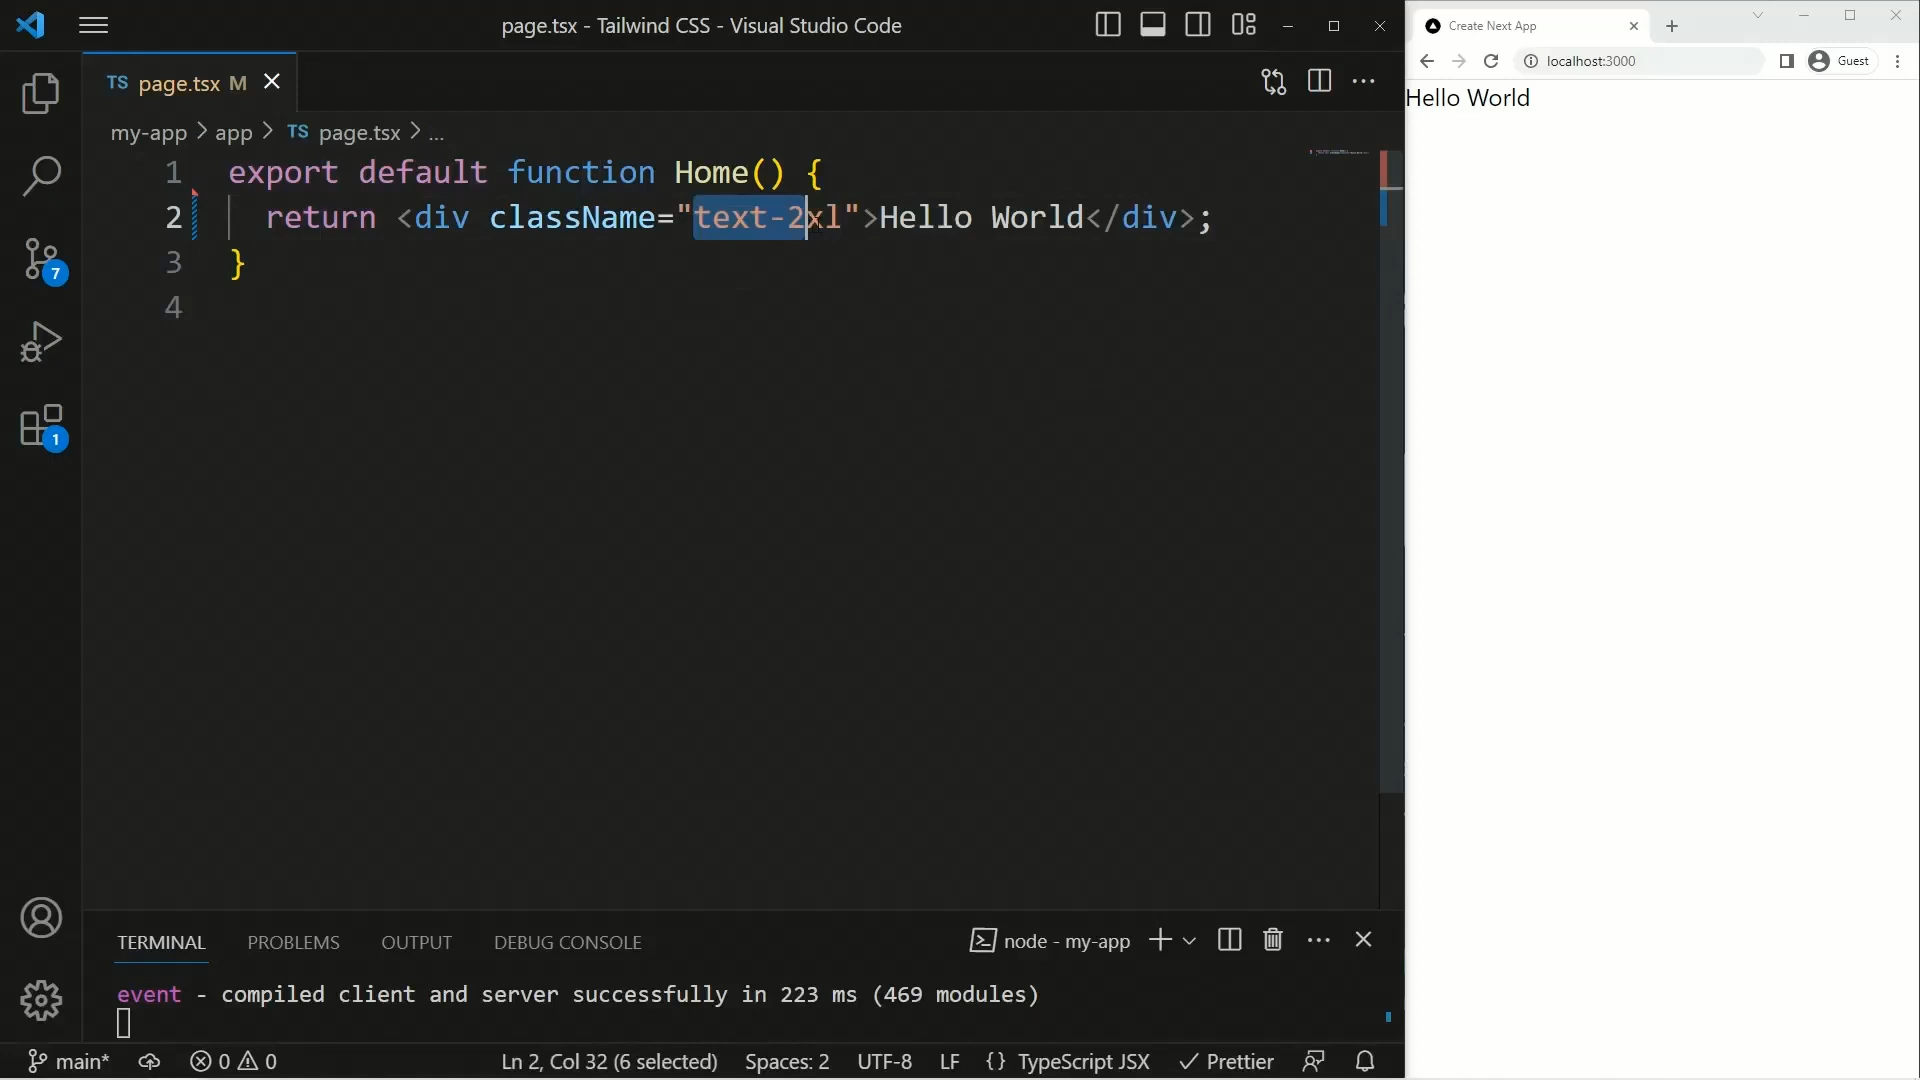 page.tsx - Tailwind CSS - Visual Studio Code
TS page.tsx M
my-app > app > TS page.tsx > ...
1 export default function Home() {
2 return <div className="text-2xl">Hello World</div>;
3 }
4
7
1
TERMINAL PROBLEMS OUTPUT DEBUG CONSOLE
node - my-app
event - compiled client and server successfully in 223 ms (469 modules)
main* 0 0 Ln 2, Col 32 (6 selected) Spaces: 2 UTF-8 LF {} TypeScript JSX Prettier
Create Next App
localhost:3000
Guest
Hello World